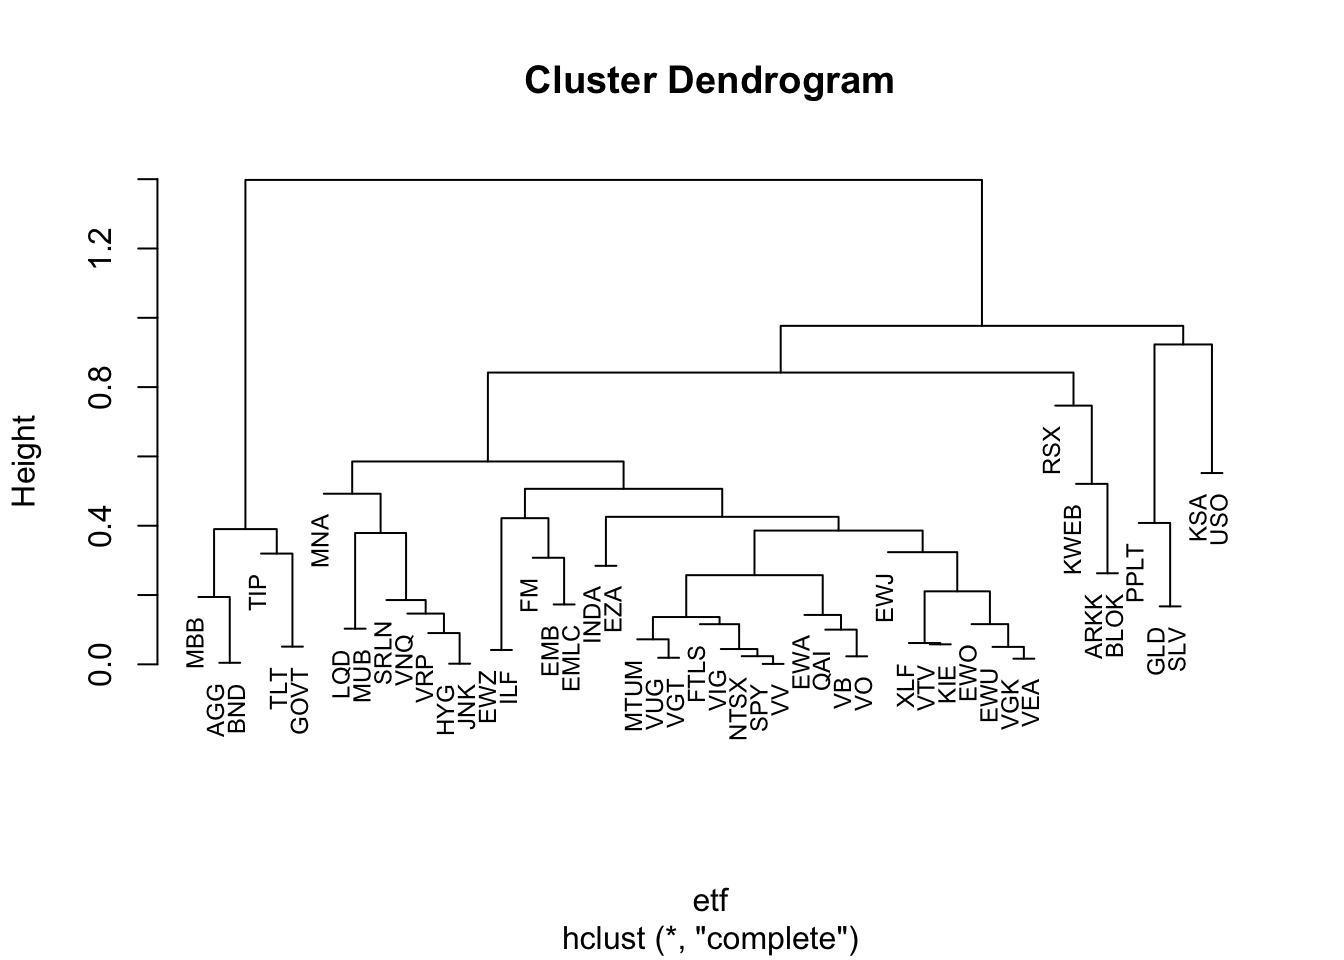 Cluster Dendrogram
Height
0.0
0.4
0.8
1.2
MBB
AGG
BND
TIP
TLT
GOVT
MNA
LQD
MUB
SRLN
VNQ
VRP
HYG
JNK
EWZ
ILF
FM
EMB
EMLC
INDA
EZA
MTUM
VUG
VGT
FTLS
VIG
NTSX
SPY
VV
EWA
QAI
VB
VO
EWJ
XLF
VTV
KIE
EWO
EWU
VGK
VEA
RSX
KWEB
ARKK
BLOK
PPLT
GLD
SLV
KSA
USO
etf
hclust (*, "complete")